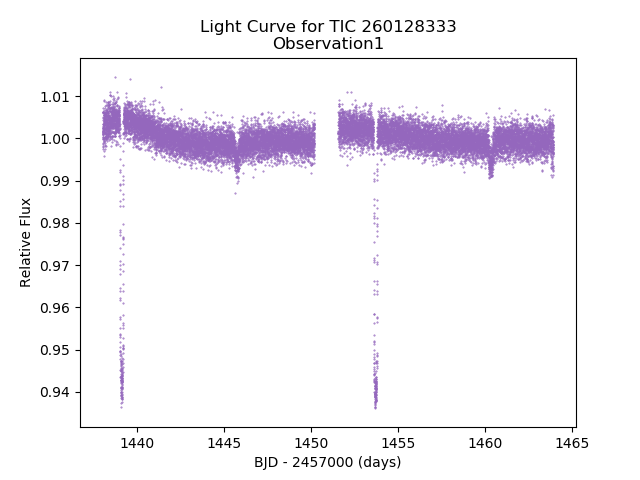 Light Curve for TIC 260128333
Observation1
1.01
1.00
0.99
0.98
0.97
0.96
0.95
0.94
Relative Flux
1440 1445 1450 1455 1460 1465
BJD - 2457000 (days)